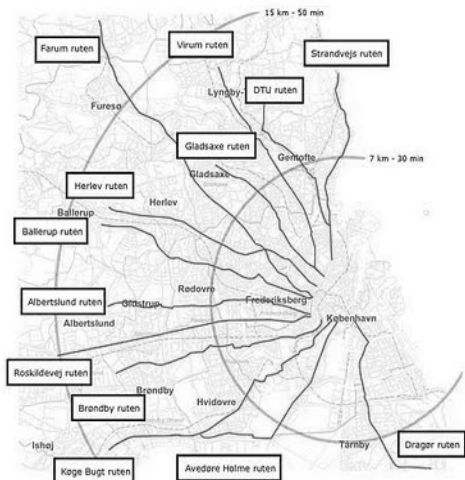 15 km - 50 min
Farum ruten
Virum ruten
Strandvejs ruten
Lyngby-
DTU ruten
Furesø
Gladsaxe ruten
Gentofte
7 km - 30 min
Gladsaxe
Herlev ruten
Herlev
Ballerup
Ballerup ruten
Rødovre
Albertslund ruten
Glostrup
Frederiksberg
Albertslund
København
Roskildevej ruten
Brøndby
Brøndby ruten
Hvidovre
Ishøj
Tårnby
Dragør ruten
Køge Bugt ruten
Avedøre Holme ruten